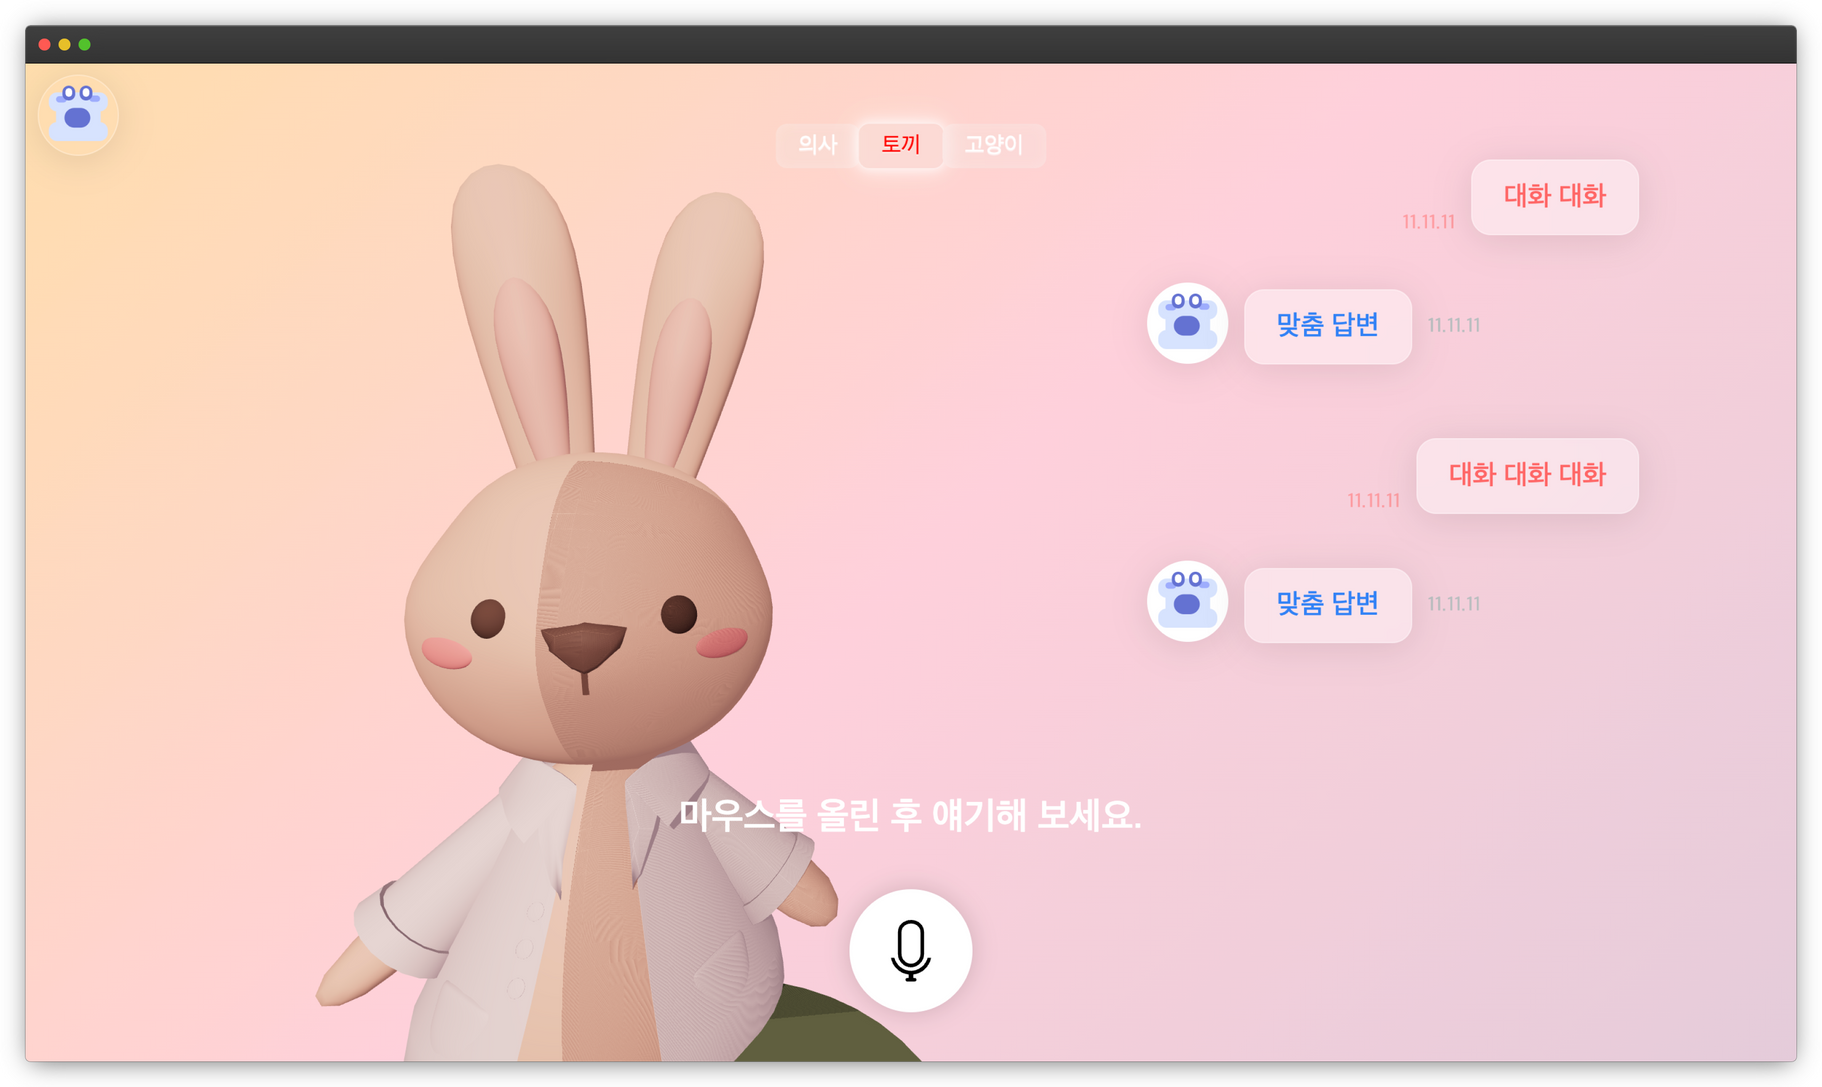 의사 토끼 고양이
대화 대화
11.11.11
맞춤 답변 11.11.11
대화 대화 대화
11.11.11
맞춤 답변 11.11.11
마우스를 올린 후 얘기해 보세요.